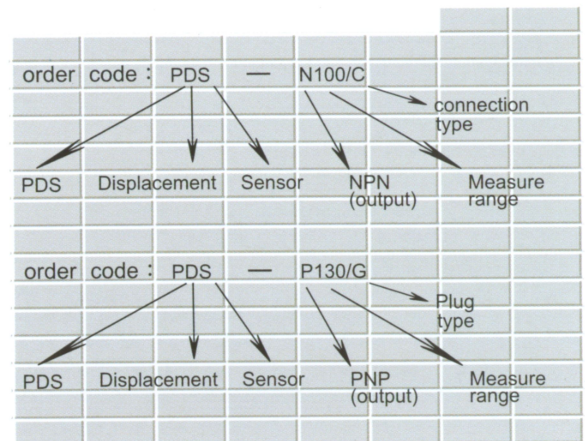 order code : PDS — N100/C
connection
type
PDS Displacement Sensor NPN Measure
(output) range
order code : PDS — P130/G
Plug
type
PDS Displacement Sensor PNP Measure
(output) range